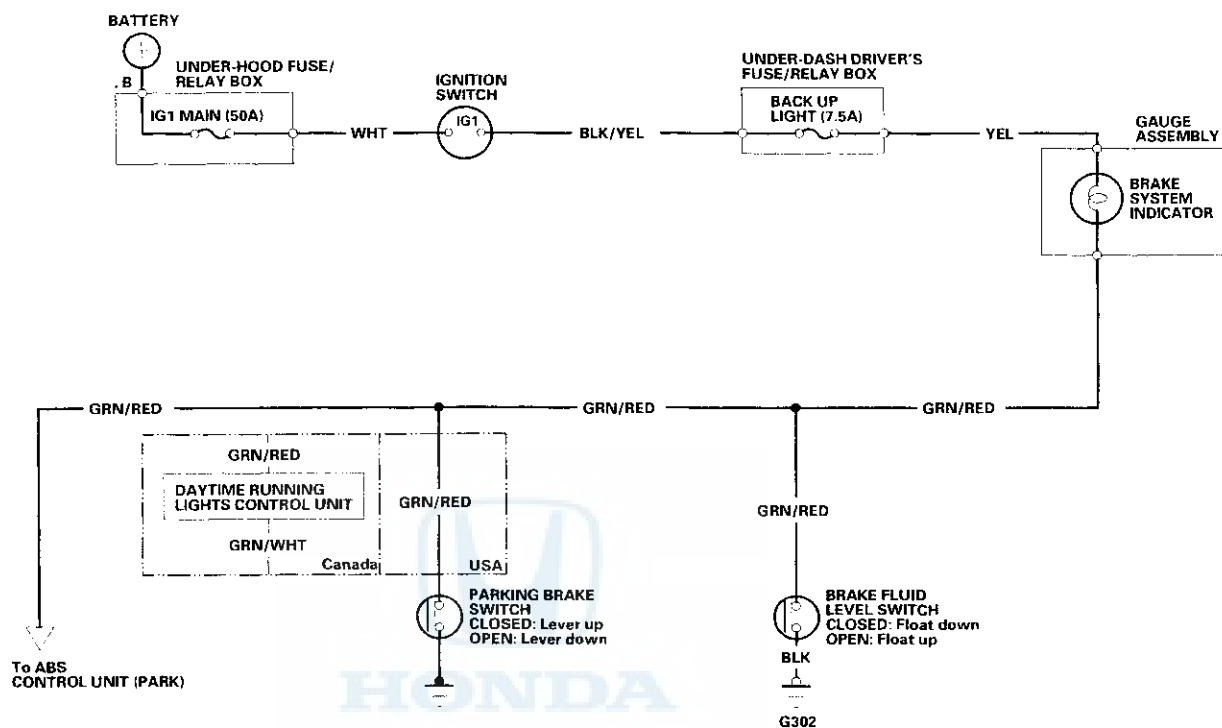 BATTERY
.B
UNDER-HOOD FUSE/
RELAY BOX
IG1 MAIN (50A)
WHT
IGNITION
SWITCH
IG1
BLK/YEL
UNDER-DASH DRIVER'S
FUSE/RELAY BOX
BACK UP
LIGHT (7.5A)
YEL
GAUGE
ASSEMBLY
BRAKE
SYSTEM
INDICATOR
GRN/RED
GRN/RED
GRN/RED
GRN/RED
DAYTIME RUNNING
LIGHTS CONTROL UNIT
GRN/WHT
Canada
GRN/RED
USA
GRN/RED
PARKING BRAKE
SWITCH
CLOSED: Lever up
OPEN: Lever down
BRAKE FLUID
LEVEL SWITCH
CLOSED: Float down
OPEN: Float up
BLK
G302
To ABS
CONTROL UNIT (PARK)
HONDA